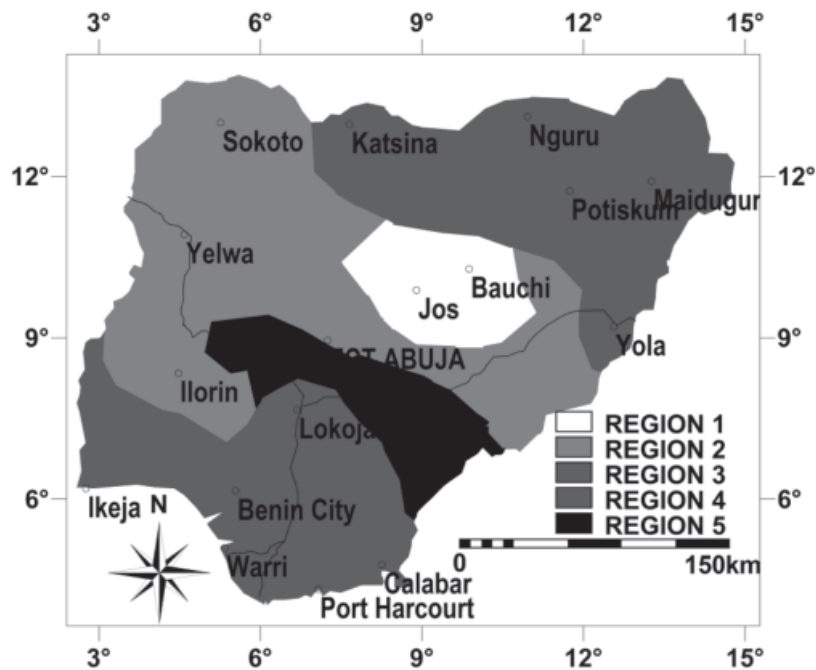 3° 6° 9° 12° 15°
Sokoto
Katsina
Nguru
12° 12°
Potiskum
Maidugur
Yelwa
Bauchi
Jos
9° 9°
Yola
ABUJA
Ilorin
Lokoja
REGION 1
REGION 2
REGION 3
REGION 4
REGION 5
6° 6°
Ikeja
N
Benin City
0 150km
Warri
Calabar
Port Harcourt
3° 6° 9° 12° 15°